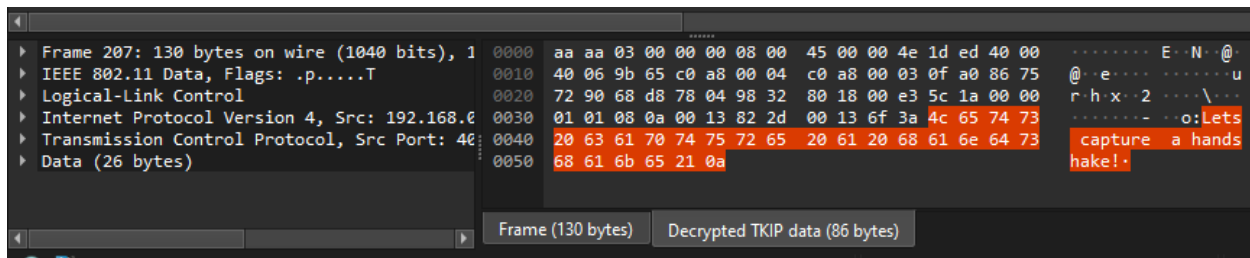 Frame 207: 130 bytes on wire (1040 bits), 1
IEEE 802.11 Data, Flags: .p.....T
Logical-Link Control
Internet Protocol Version 4, Src: 192.168.0
Transmission Control Protocol, Src Port: 40
Data (26 bytes)
0000 aa aa 03 00 00 00 08 00 45 00 00 4e 1d ed 40 00 ········ E··N··@·
0010 40 06 9b 65 c0 a8 00 04 c0 a8 00 03 0f a0 86 75 @··e···· ·······u
0020 72 90 68 d8 78 04 98 32 80 18 00 e3 5c 1a 00 00 r·h·x··2 ····\···
0030 01 01 08 0a 00 13 82 2d 00 13 6f 3a 4c 65 74 73 ·······- ··o:Lets
0040 20 63 61 70 74 75 72 65 20 61 20 68 61 6e 64 73 capture a hands
0050 68 61 6b 65 21 0a hake!·
Frame (130 bytes) Decrypted TKIP data (86 bytes)